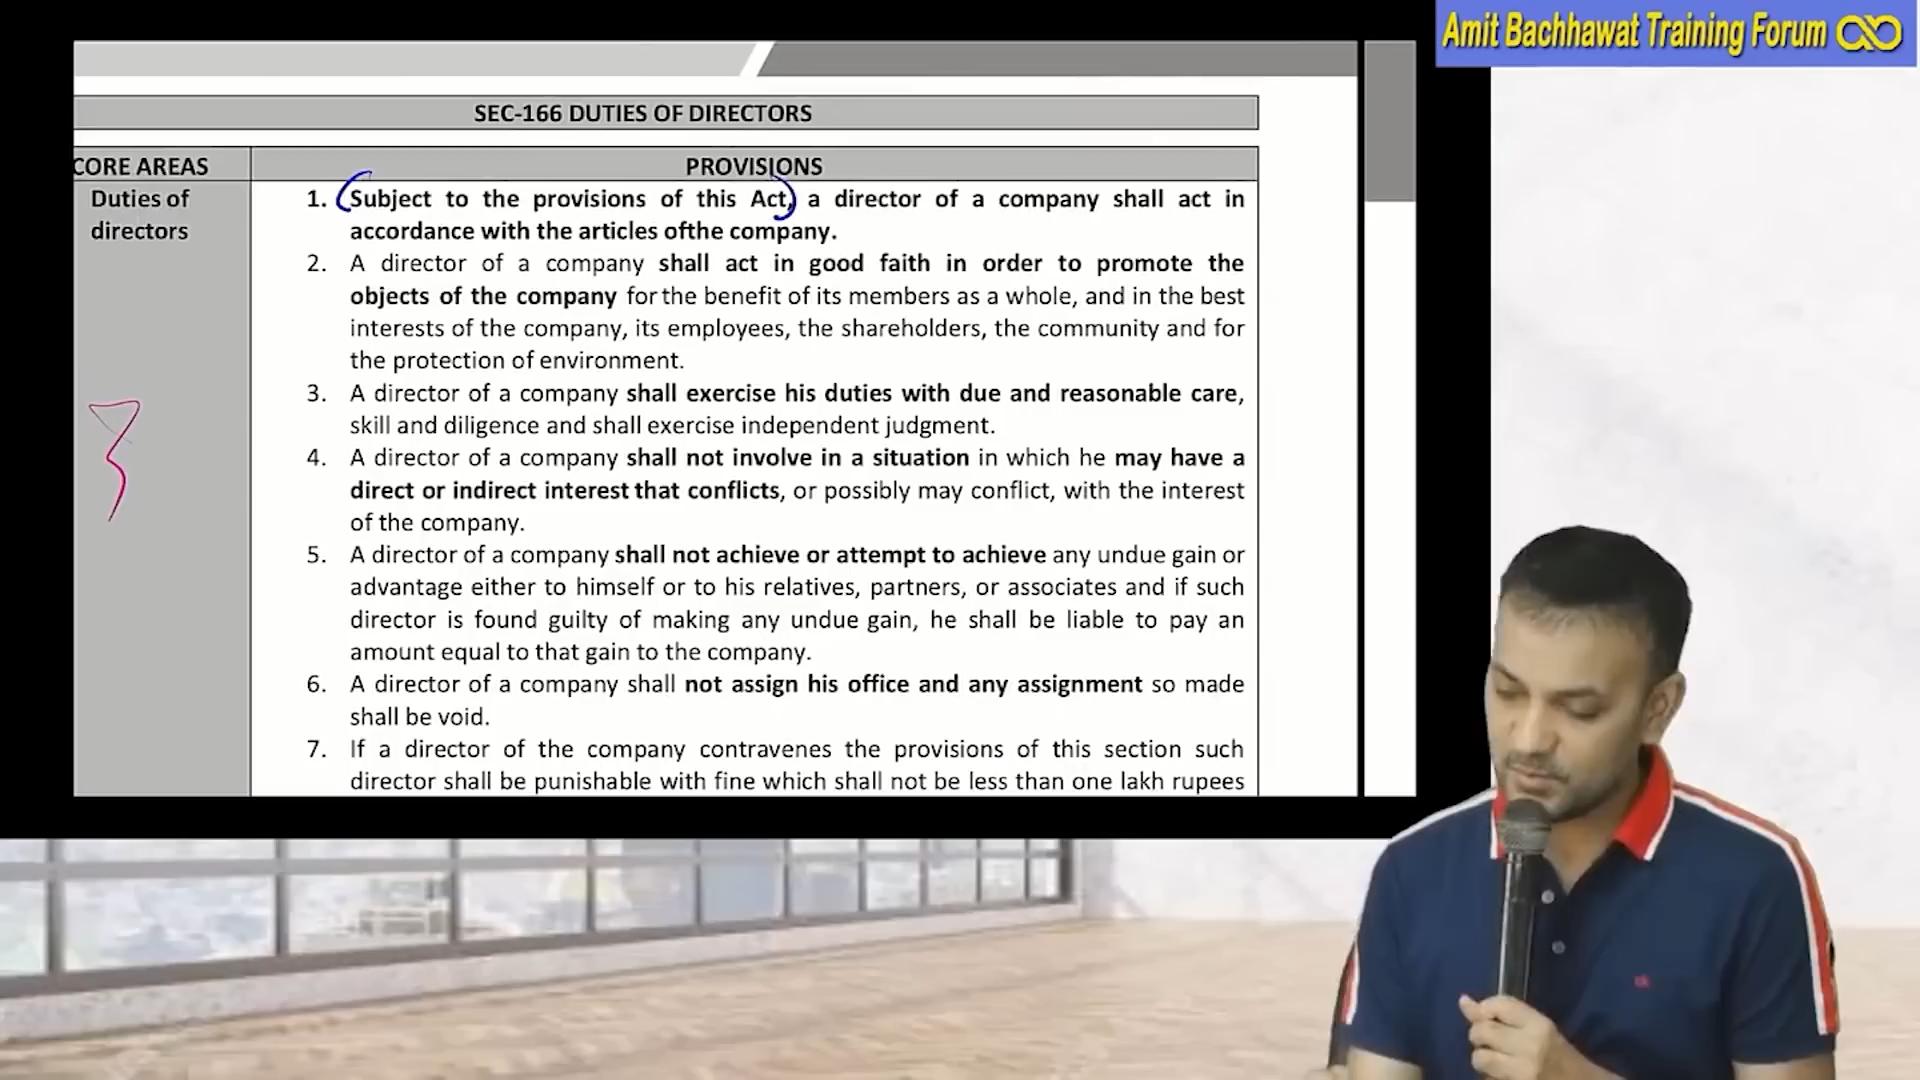 Amit Bachhawat Training Forum
SEC-166 DUTIES OF DIRECTORS
CORE AREAS
PROVISIONS
Duties of
directors
1. Subject to the provisions of this Act, a director of a company shall act in
accordance with the articles ofthe company.
2. A director of a company shall act in good faith in order to promote the
objects of the company for the benefit of its members as a whole, and in the best
interests of the company, its employees, the shareholders, the community and for
the protection of environment.
3. A director of a company shall exercise his duties with due and reasonable care,
skill and diligence and shall exercise independent judgment.
4. A director of a company shall not involve in a situation in which he may have a
direct or indirect interest that conflicts, or possibly may conflict, with the interest
of the company.
5. A director of a company shall not achieve or attempt to achieve any undue gain or
advantage either to himself or to his relatives, partners, or associates and if such
director is found guilty of making any undue gain, he shall be liable to pay an
amount equal to that gain to the company.
6. A director of a company shall not assign his office and any assignment so made
shall be void.
7. If a director of the company contravenes the provisions of this section such
director shall be punishable with fine which shall not be less than one lakh rupees